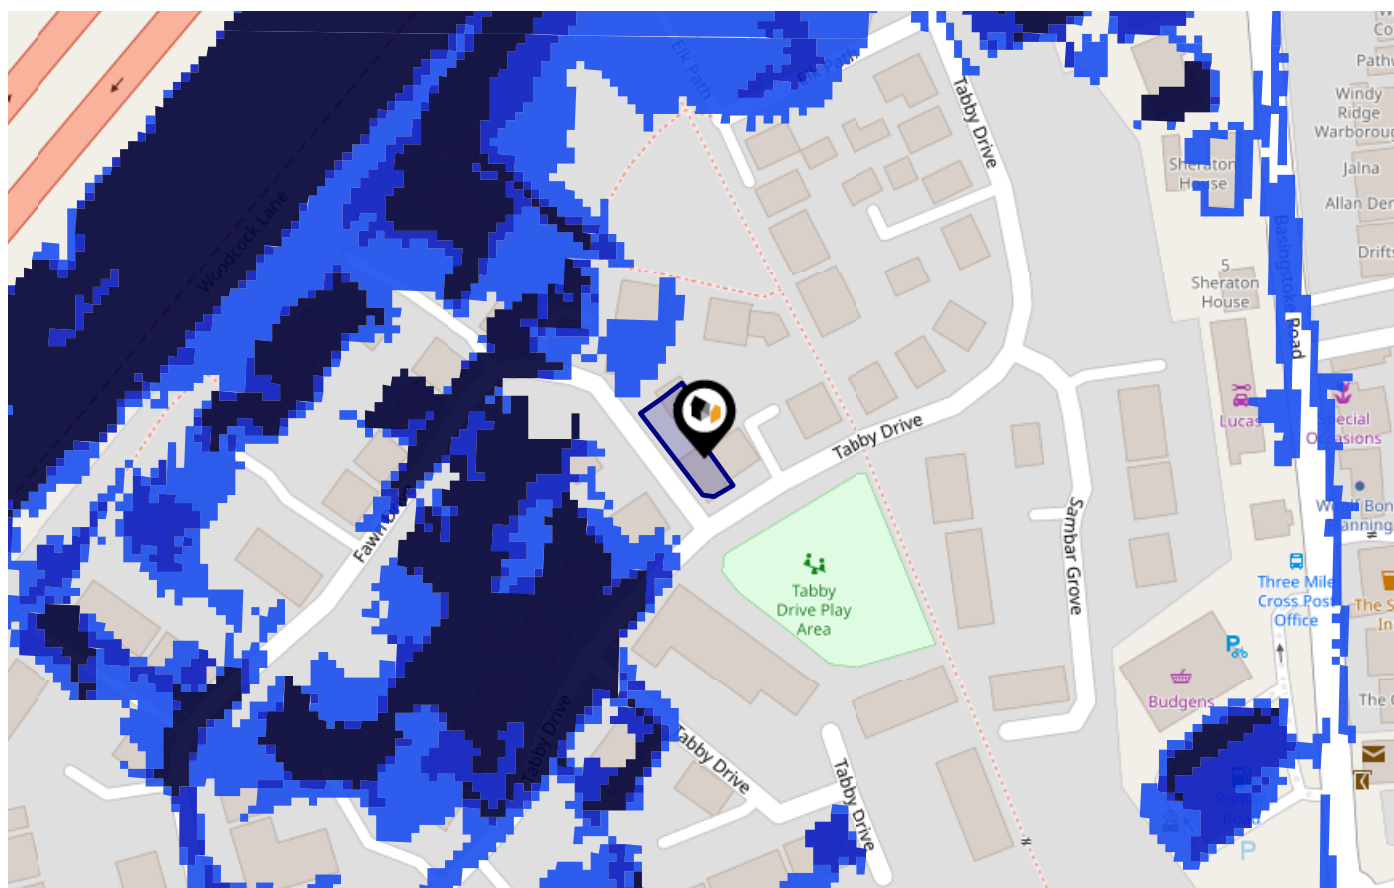 Elk Path
Elk Path
Tabby Drive
Windy
Ridge
Jalna
Sheraton
House
Woodcock Lane
5
Sheraton
House
Basingstoke Road
Lucas
Special
Occasions
Tabby Drive
Fawn Drive
Sambar Grove
Tabby
Drive Play
Area
Three Mile
Cross Post
Office
P
Budgens
Tabby Drive
Tabby Drive
Tabby Drive
P